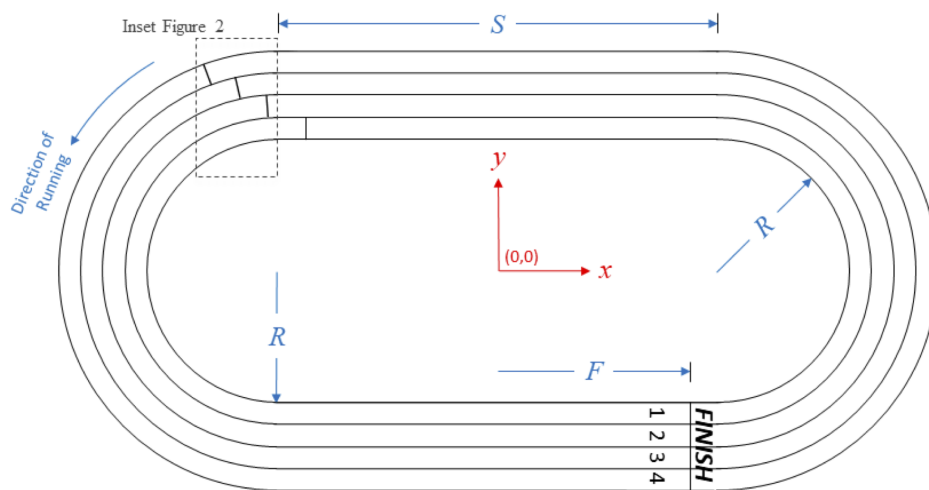 Inset Figure 2
S
Direction of
Running
y
(0,0)
x
R
R
F
1
2
3
4
FINISH